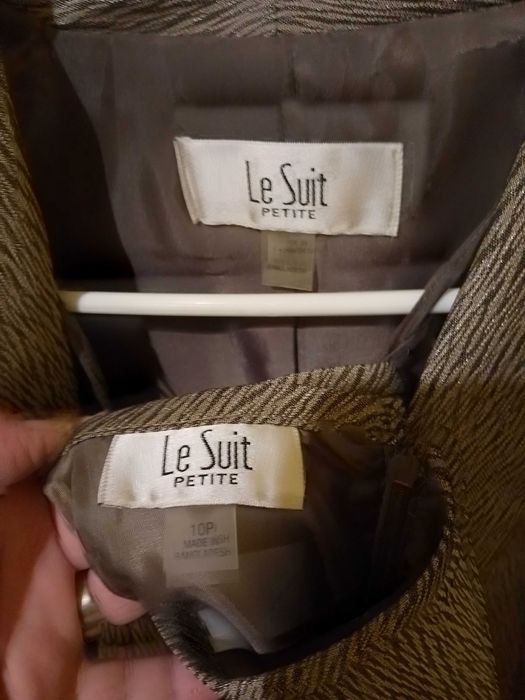 Le Suit
PETITE
Le Suit
PETITE
10P
MADE IN
BANGLADESH